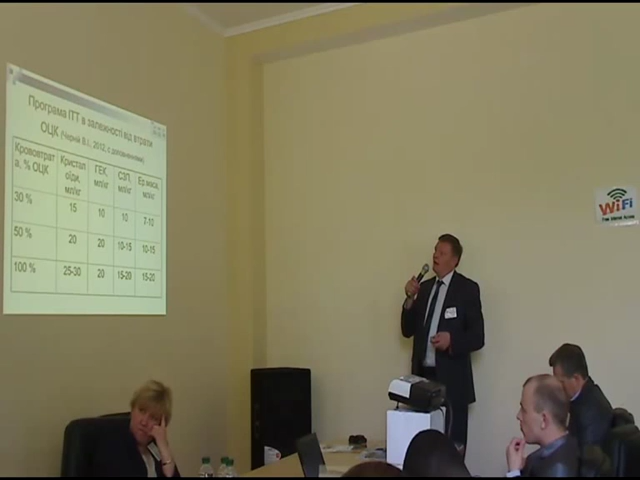 Програма ІТТ в залежності від втрати
ОЦК (Черній В.І., 2012, с дополненнями)
Крововтрат
а, % ОЦК
Кристал
оїди,
мл/кг
ГЕК,
мл/кг
СЗП,
мл/кг
Ер.маса,
мл/кг
30 % 15 10 10 7-10
50 % 20 20 10-15 10-15
100 % 25-30 20 15-20 15-20
WiFi